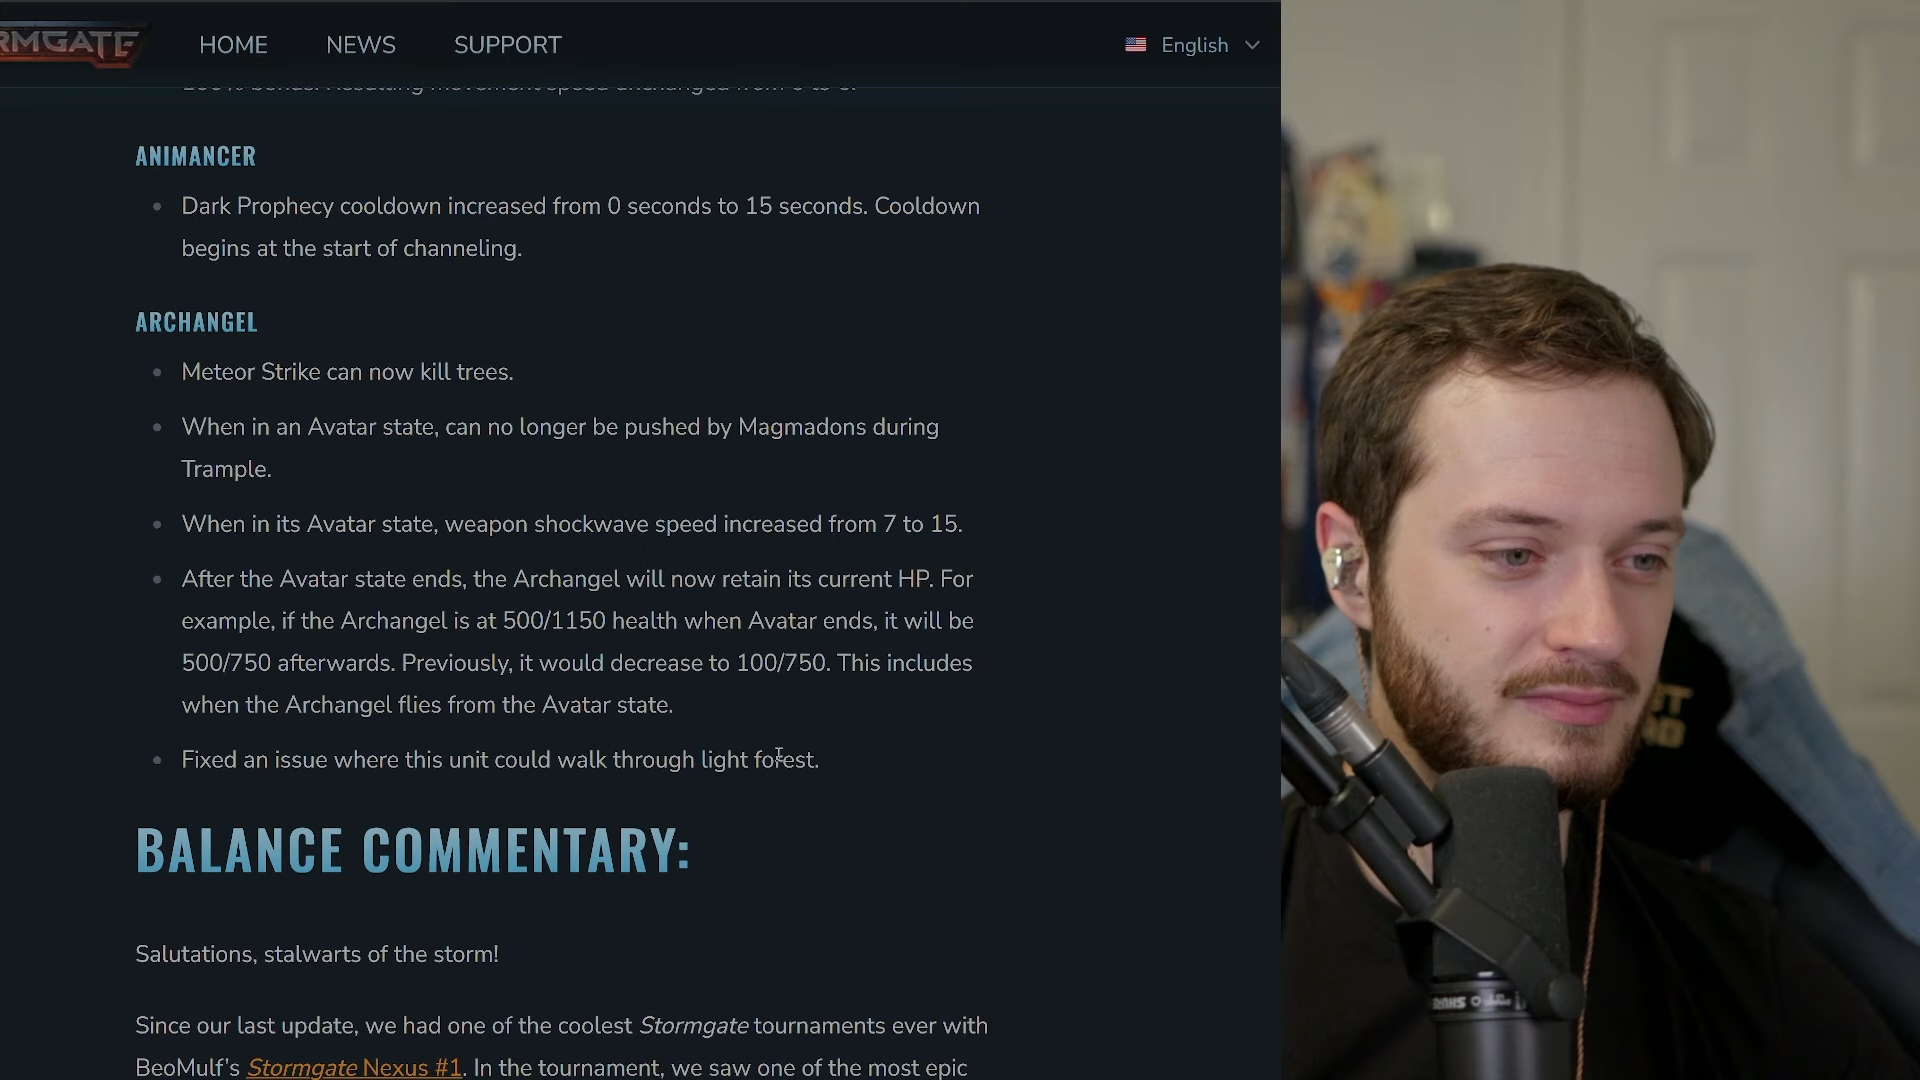 RMGATE
HOME
NEWS
SUPPORT
English
ANIMANCER
Dark Prophecy cooldown increased from 0 seconds to 15 seconds. Cooldown
begins at the start of channeling.
ARCHANGEL
Meteor Strike can now kill trees.
When in an Avatar state, can no longer be pushed by Magmadons during
Trample.
When in its Avatar state, weapon shockwave speed increased from 7 to 15.
After the Avatar state ends, the Archangel will now retain its current HP. For
example, if the Archangel is at 500/1150 health when Avatar ends, it will be
500/750 afterwards. Previously, it would decrease to 100/750. This includes
when the Archangel flies from the Avatar state.
Fixed an issue where this unit could walk through light forest.
BALANCE COMMENTARY:
Salutations, stalwarts of the storm!
Since our last update, we had one of the coolest Stormgate tournaments ever with
BeoMulf’s Stormgate Nexus #1. In the tournament, we saw one of the most epic